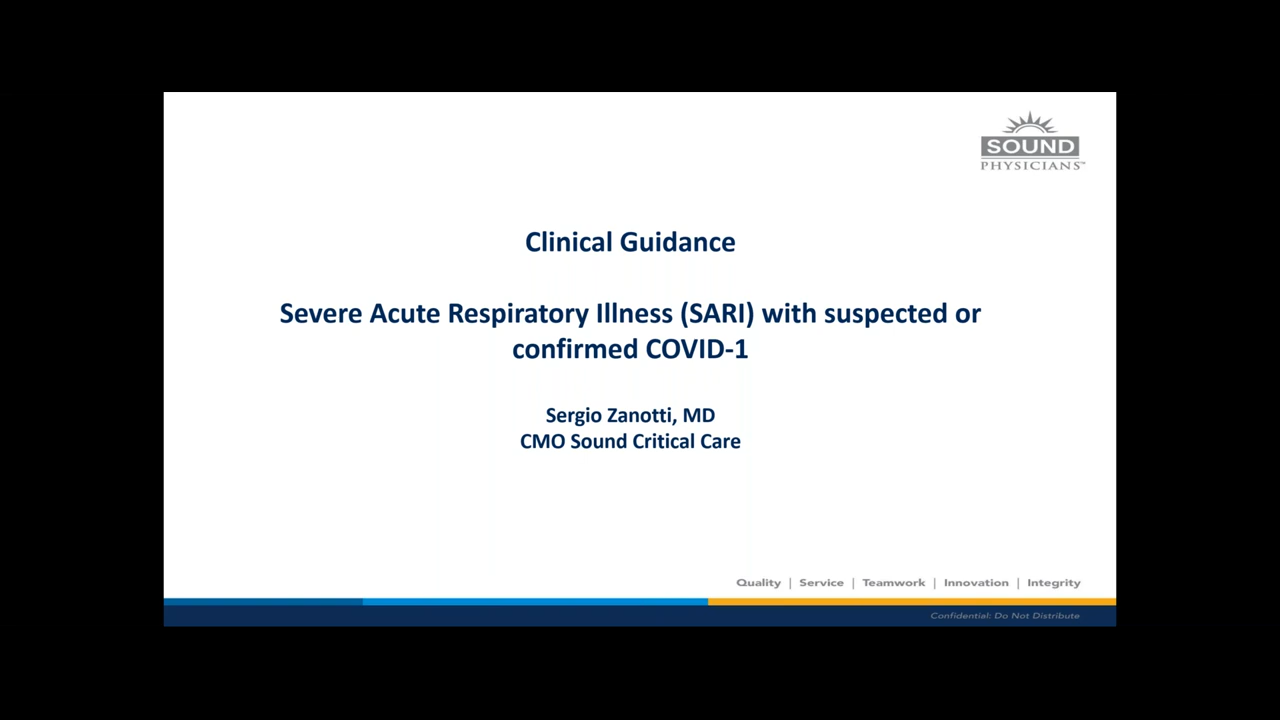 SOUND
PHYSICIANS™
Clinical Guidance
Severe Acute Respiratory Illness (SARI) with suspected or
confirmed COVID-1
Sergio Zanotti, MD
CMO Sound Critical Care
Quality | Service | Teamwork | Innovation | Integrity
Confidential: Do Not Distribute